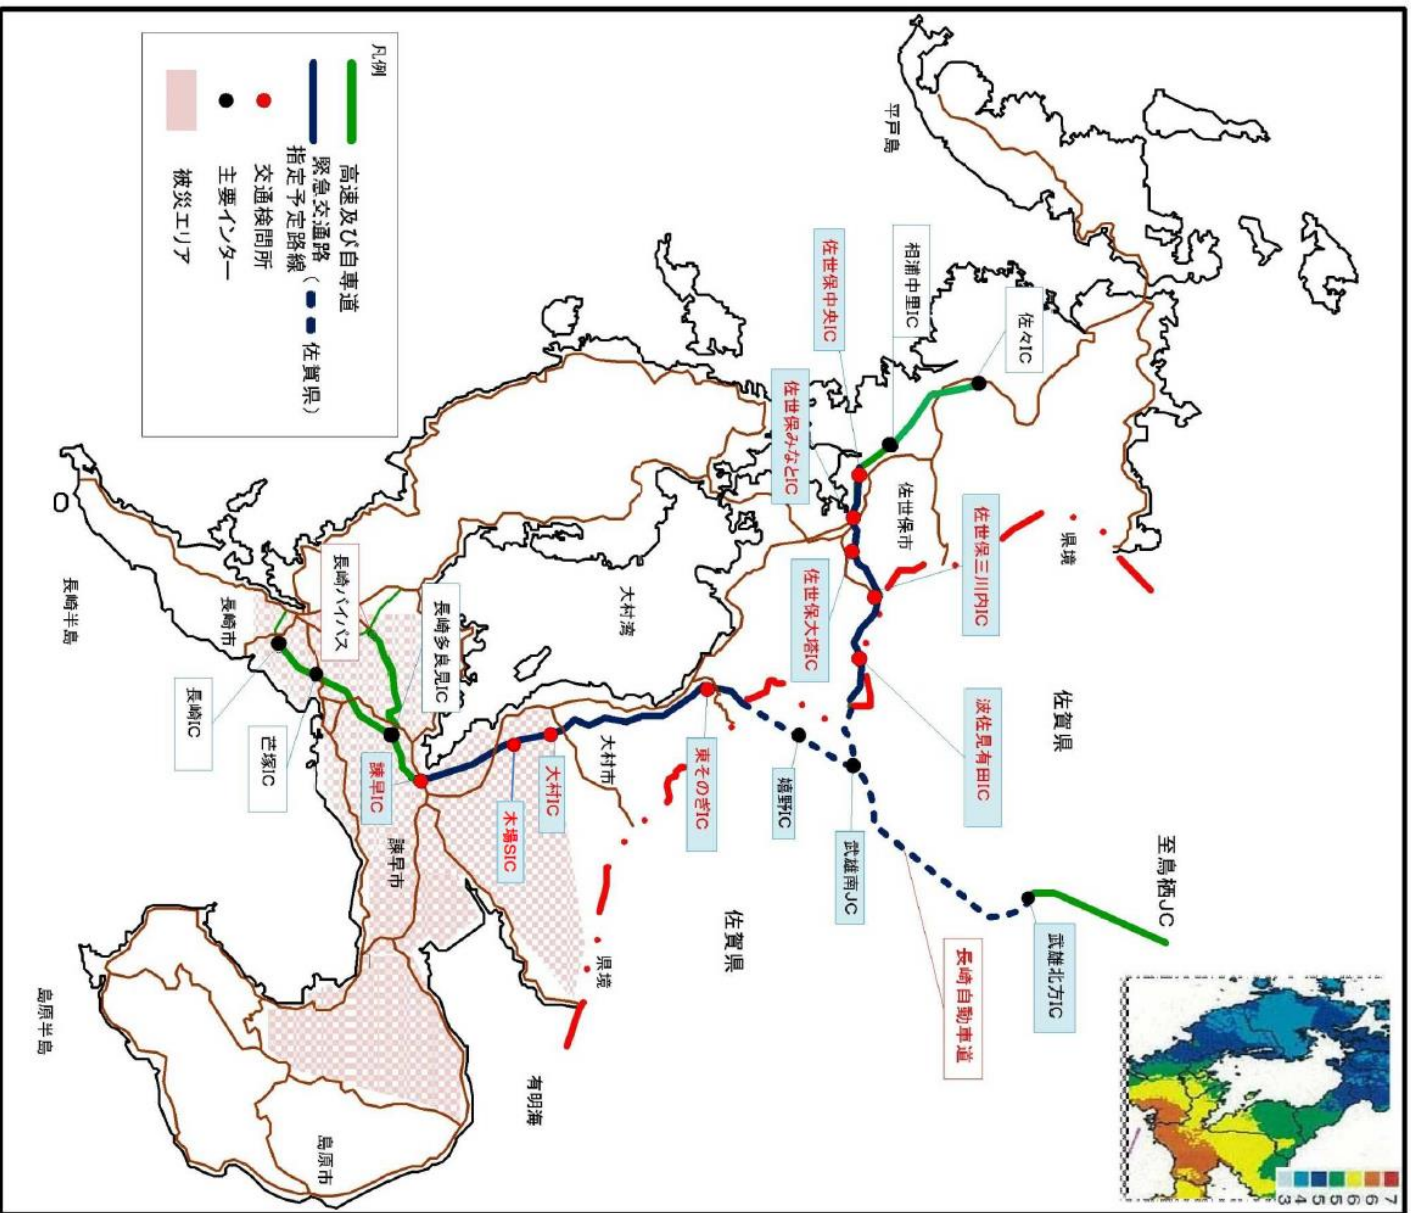 凡例
高速及び自専道
緊急交通路
指定予定路線
( 佐賀県)
交通検問所
主要インター
被災エリア
平戸島
相浦中里IC
佐々IC
佐世保中央IC
佐世保みなとIC
佐世保市
佐世保三川内IC
県境
佐世保大塔IC
佐賀県
波佐見有田IC
大村湾
長崎半島
長崎市
長崎バイパス
長崎多良見IC
長崎IC
芒塚IC
諫早IC
諫早市
木場SIC
大村IC
大村市
東そのぎIC
嬉野IC
武雄南JC
至鳥栖JC
武雄北方IC
長崎自動車道
佐賀県
県境
有明海
島原半島
島原市
7
6
6
5
5
4
3